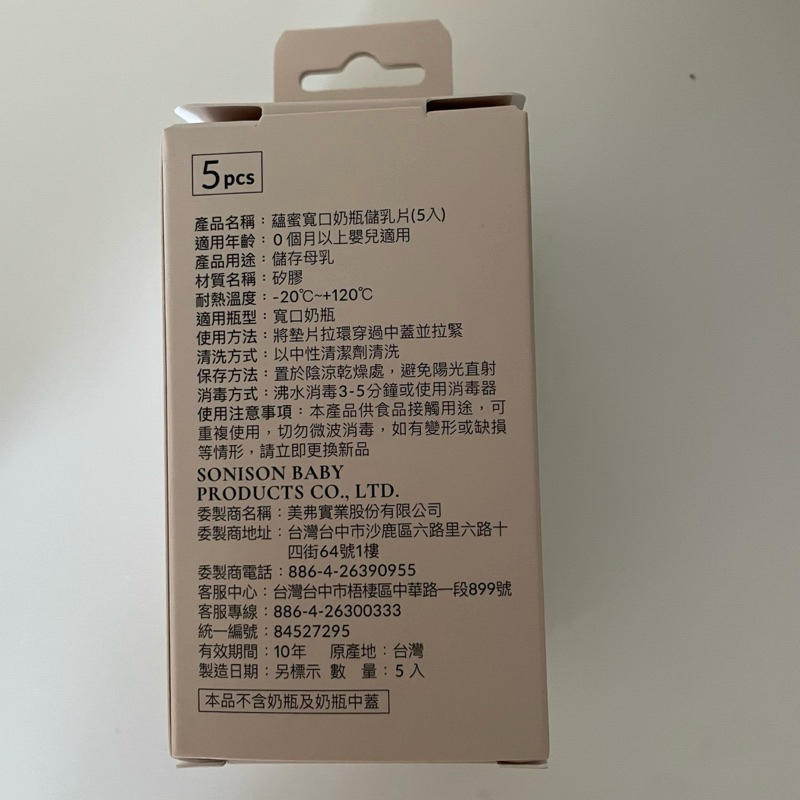 5pcs
產品名稱：蘊蜜寬口奶瓶儲乳片(5入)
適用年齡：0個月以上嬰兒適用
產品用途：儲存母乳
材質名稱：矽膠
耐熱溫度：-20℃~+120℃
適用瓶型：寬口奶瓶
使用方法：將墊片拉環穿過中蓋並拉緊
清洗方式：以中性清潔劑清洗
保存方法：置於陰涼乾燥處，避免陽光直射
消毒方式：沸水消毒3-5分鐘或使用消毒器
使用注意事項：本產品供食品接觸用途，可
重複使用，切勿微波消毒，如有變形或缺損
等情形，請立即更換新品
SONISON BABY
PRODUCTS CO., LTD.
委製商名稱：美弗實業股份有限公司
委製商地址：台灣台中市沙鹿區六路里六路十
四街64號1樓
委製商電話：886-4-26390955
客服中心：台灣台中市梧棲區中華路一段899號
客服專線：886-4-26300333
統一編號：84527295
有效期間：10年 原產地：台灣
製造日期：另標示 數 量：5入
本品不含奶瓶及奶瓶中蓋